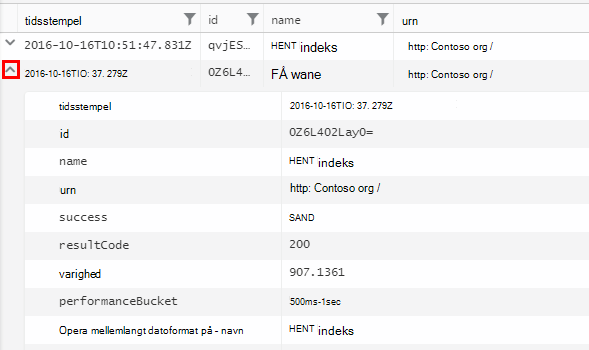 tidsstempel id name urn
2016-10-16T10:51:47.831Z qvjES… HENT indeks http: Contoso org /
2016-10-16TIO: 37. 279Z 0Z6L4… FÅ wane http: Contoso org /
tidsstempel 2016-10-16TIO: 37. 279Z
id 0Z6L402LayO=
name HENT indeks
urn http: Contoso org /
success SAND
resultCode 200
varighed 907.1361
performanceBucket 500ms-1sec
Opera mellemlangt datoformat på - navn HENT indeks